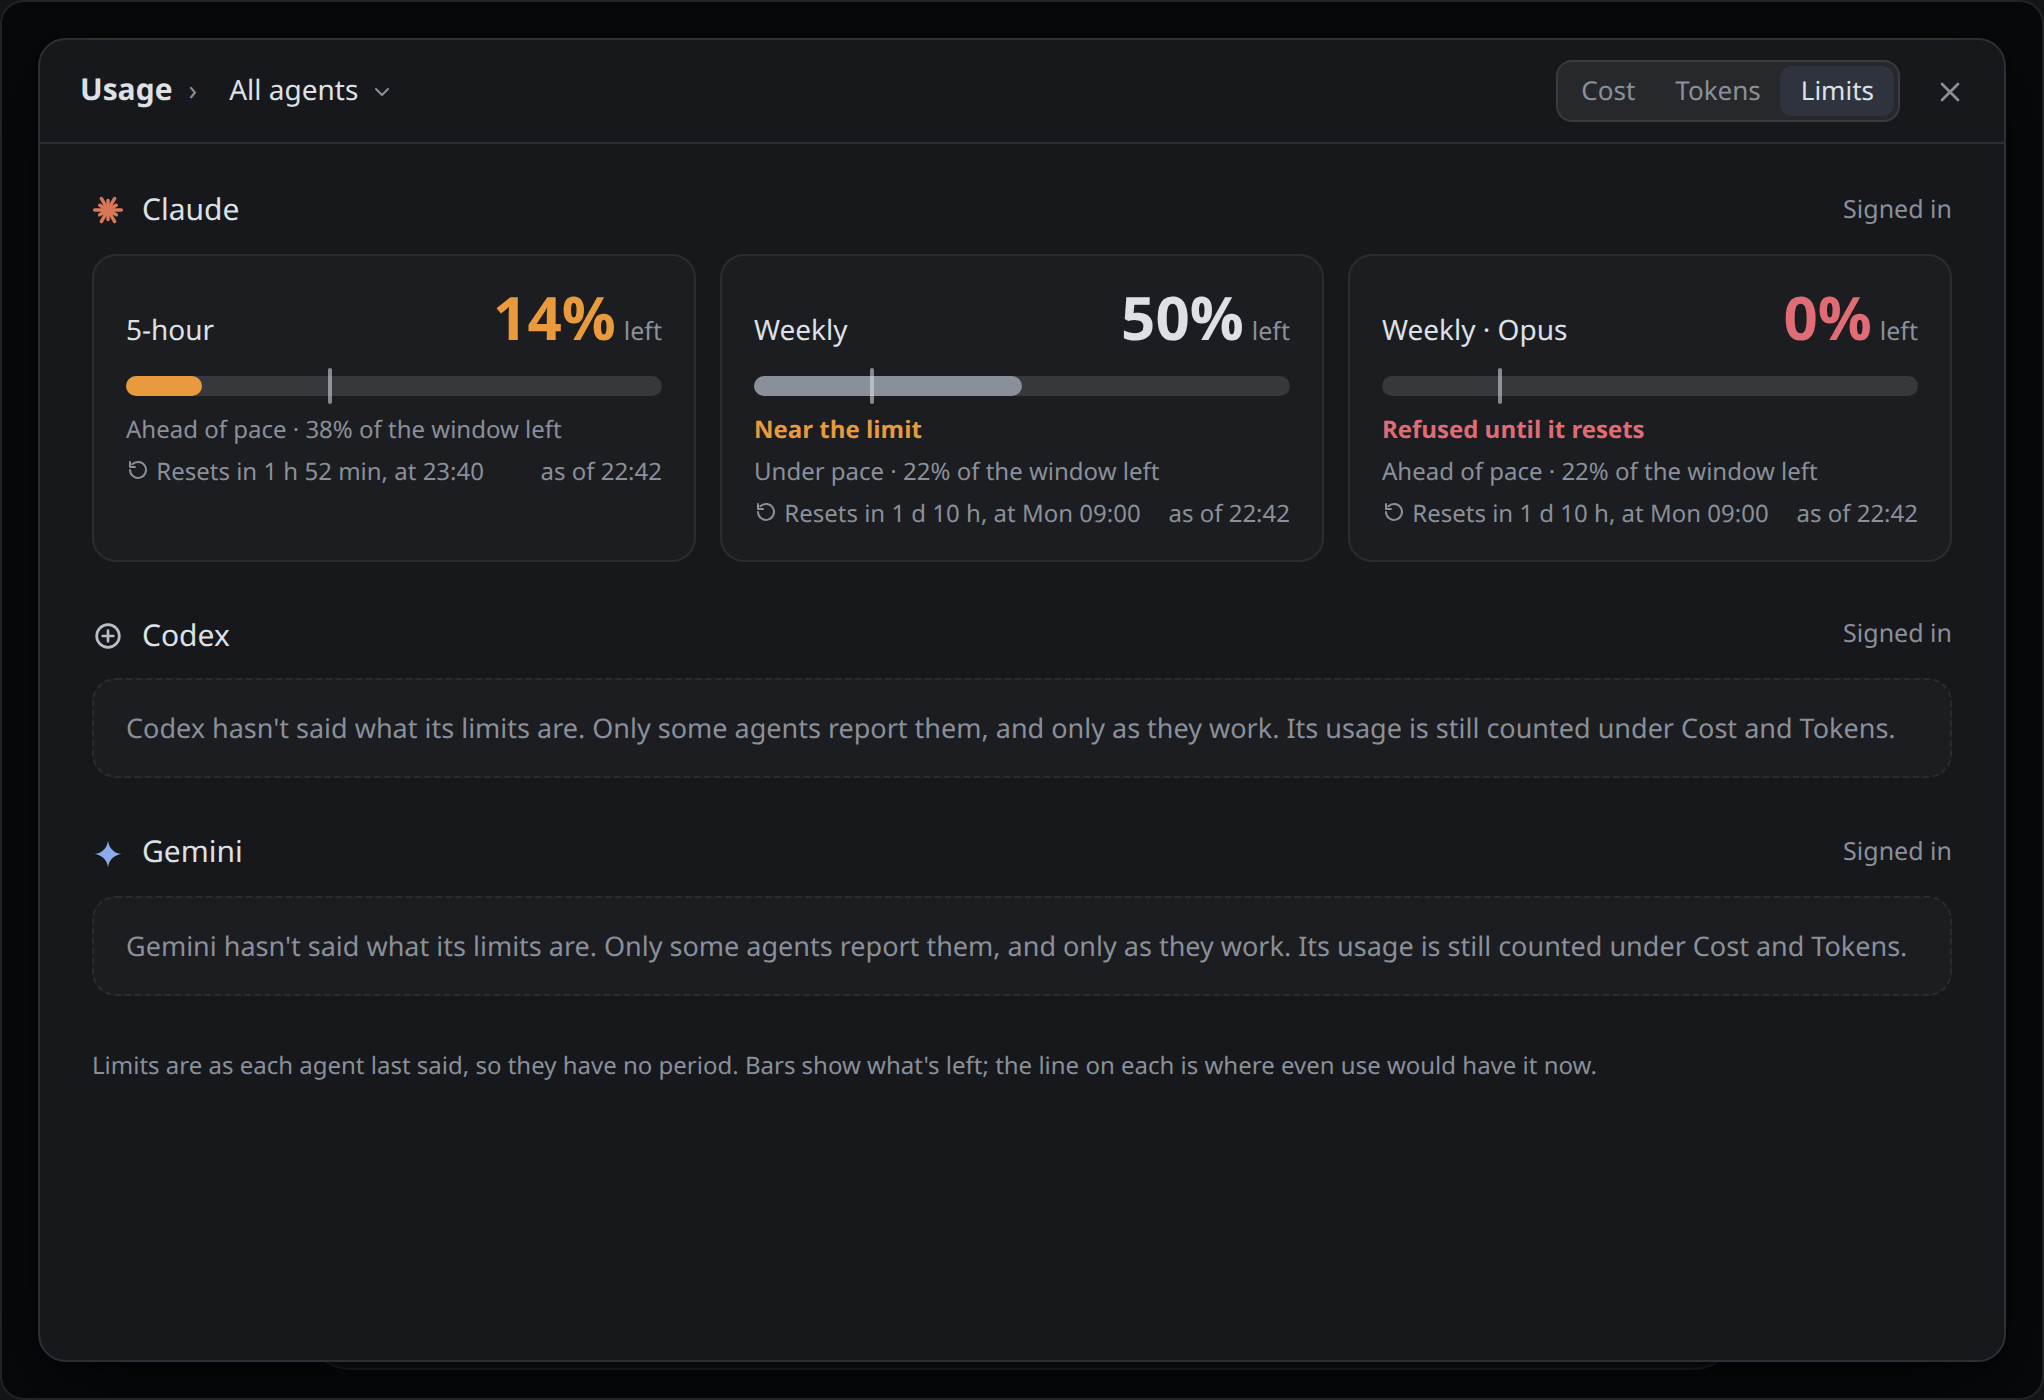 Usage › All agents
Cost Tokens Limits
Claude
Signed in
5-hour
14% left
Ahead of pace · 38% of the window left
Resets in 1 h 52 min, at 23:40 as of 22:42
Weekly
50% left
Near the limit
Under pace · 22% of the window left
Resets in 1 d 10 h, at Mon 09:00 as of 22:42
Weekly · Opus
0% left
Refused until it resets
Ahead of pace · 22% of the window left
Resets in 1 d 10 h, at Mon 09:00 as of 22:42
Codex
Signed in
Codex hasn't said what its limits are. Only some agents report them, and only as they work. Its usage is still counted under Cost and Tokens.
Gemini
Signed in
Gemini hasn't said what its limits are. Only some agents report them, and only as they work. Its usage is still counted under Cost and Tokens.
Limits are as each agent last said, so they have no period. Bars show what's left; the line on each is where even use would have it now.